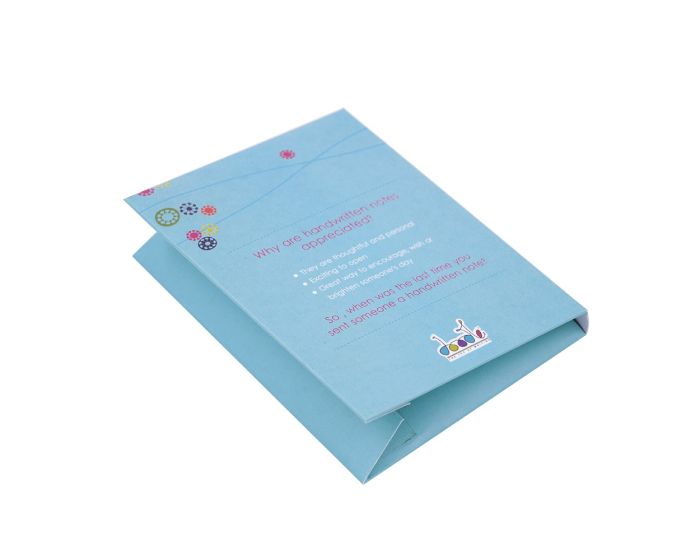 Why are handwritten notes
appreciated?
• They are thoughtful and personal
• Exciting to open
• Great way to encourage, wish or
brighten someone's day
So , when was the last time you
sent someone a handwritten note?
doodle